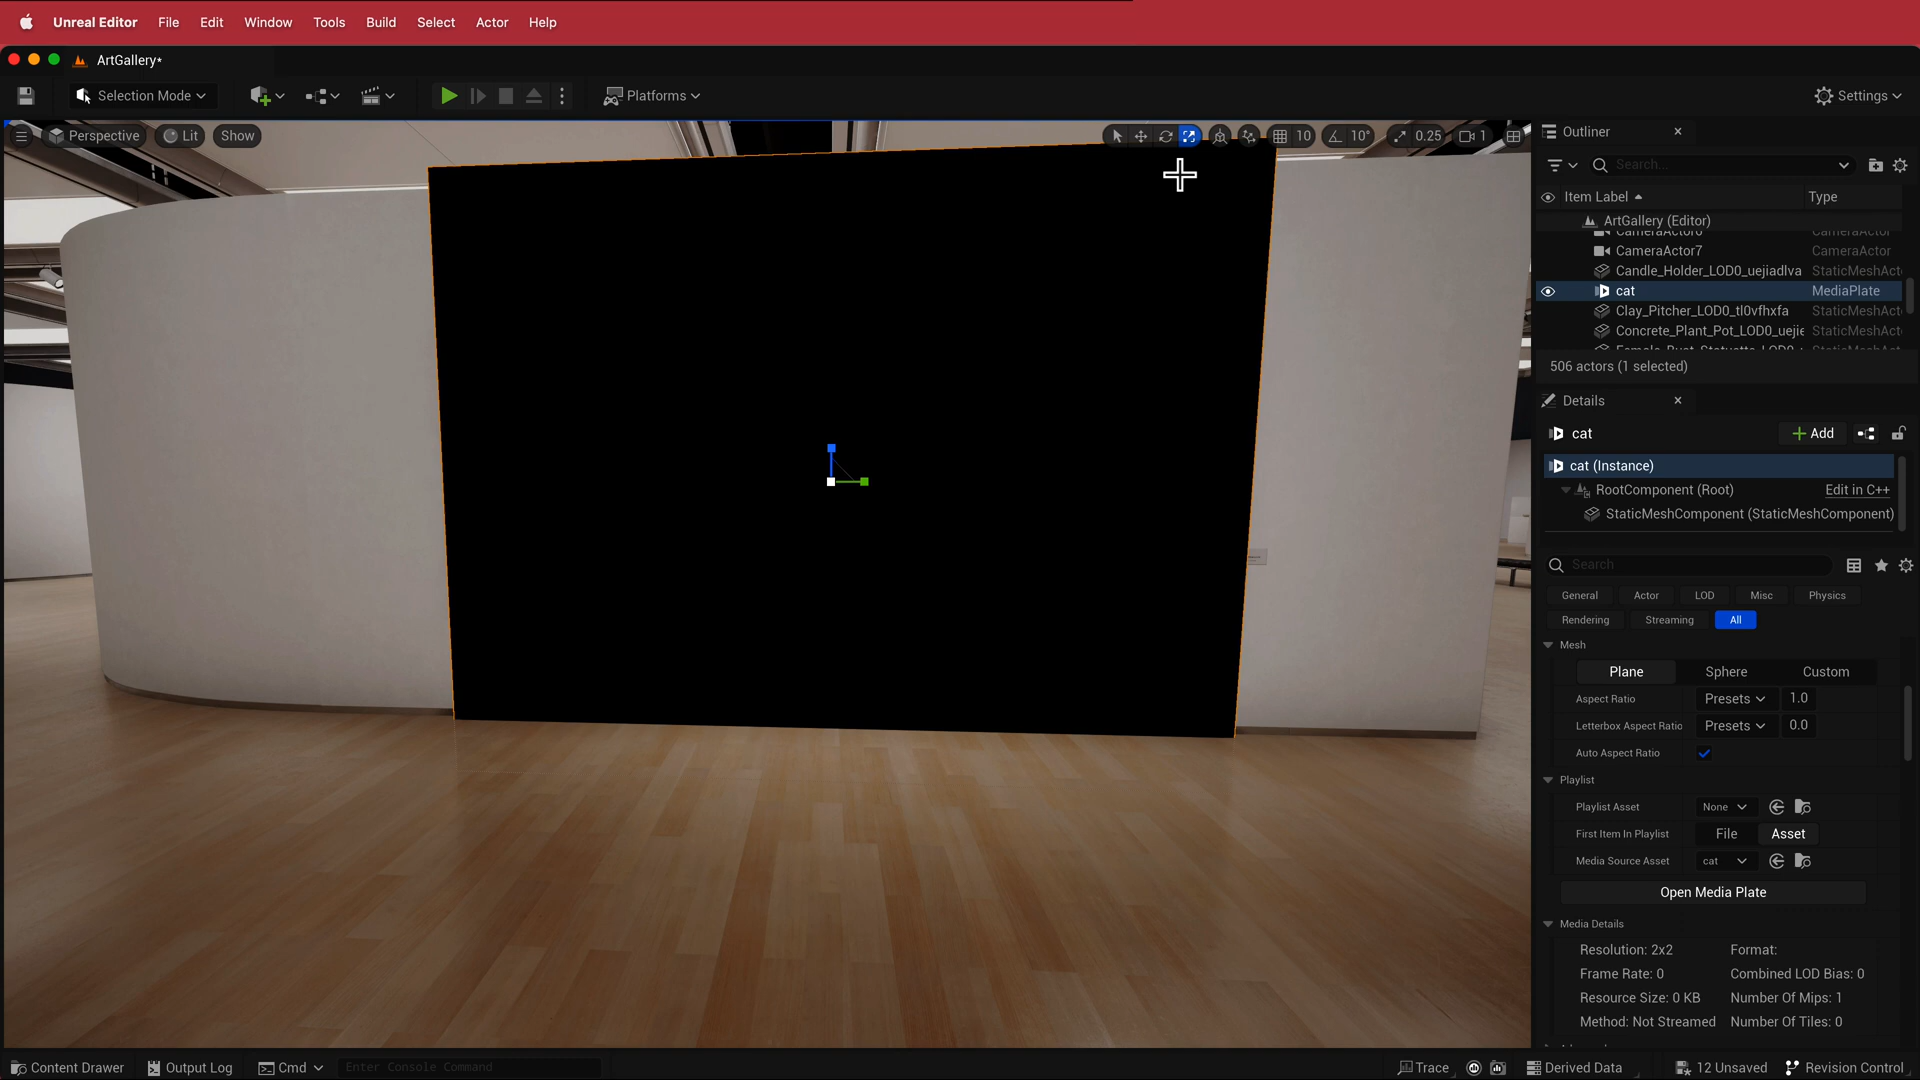 Unreal Editor File Edit Window Tools Build Select Actor Help
ArtGallery*
Selection Mode Platforms Settings
Perspective Lit Show 10 10° 0.25 1
Outliner
Search...
Item Label Type
ArtGallery (Editor)
CameraActor6 CameraActor
CameraActor7 CameraActor
Candle_Holder_LOD0_uejiadlva StaticMeshAct
cat MediaPlate
Clay_Pitcher_LOD0_tl0vfhxfa StaticMeshAct
Concrete_Plant_Pot_LOD0_uejie StaticMeshAct
506 actors (1 selected)
Details
cat Add
cat (Instance)
RootComponent (Root) Edit in C++
StaticMeshComponent (StaticMeshComponent)
Search
General Actor LOD Misc Physics
Rendering Streaming All
Mesh
Plane Sphere Custom
Aspect Ratio Presets 1.0
Letterbox Aspect Ratio Presets 0.0
Auto Aspect Ratio
Playlist
Playlist Asset None
First Item In Playlist File Asset
Media Source Asset cat
Open Media Plate
Media Details
Resolution: 2x2 Format:
Frame Rate: 0 Combined LOD Bias: 0
Resource Size: 0 KB Number Of Mips: 1
Method: Not Streamed Number Of Tiles: 0
Content Drawer Output Log Cmd Enter Console Command Trace Derived Data 12 Unsaved Revision Control